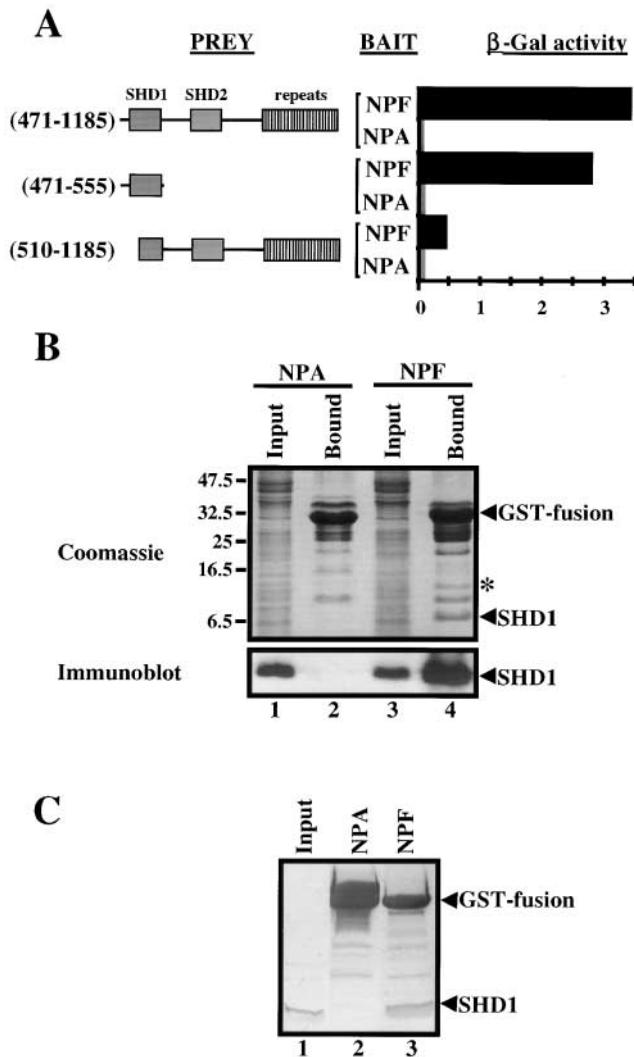 A
PREY BAIT β-Gal activity
SHD1 SHD2 repeats
(471-1185) NPF
NPA
(471-555) NPF
NPA
(510-1185) NPF
NPA
0 1 2 3
B
NPA NPF
Input Bound Input Bound
47.5
32.5 GST-fusion
25
Coomassie
16.5
*
6.5 SHD1
Immunoblot SHD1
1 2 3 4
C
Input NPA NPF
GST-fusion
SHD1
1 2 3